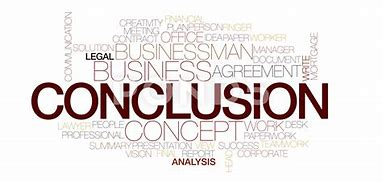 CREATIVITY FINANCIAL
MEETING PLAN PERSON FINGER
CONTRACT OFFICE IDEA PAPER WORKER
SOLUTION BUSINESSMAN MANAGER
LEGAL DOCUMENT
BUSINESS AGREEMENT
COMMUNICATION
WRITE
MORTGAGE
CONCLUSION
LAWYER PEOPLE CONCEPT WORK DESK
PROFESSIONAL PAPERWORK
SUMMARY PRESENTATION VIEW SUCCESS TEAMWORK
VISION FINAL REPORT CORPORATE
HEAD
ANALYSIS